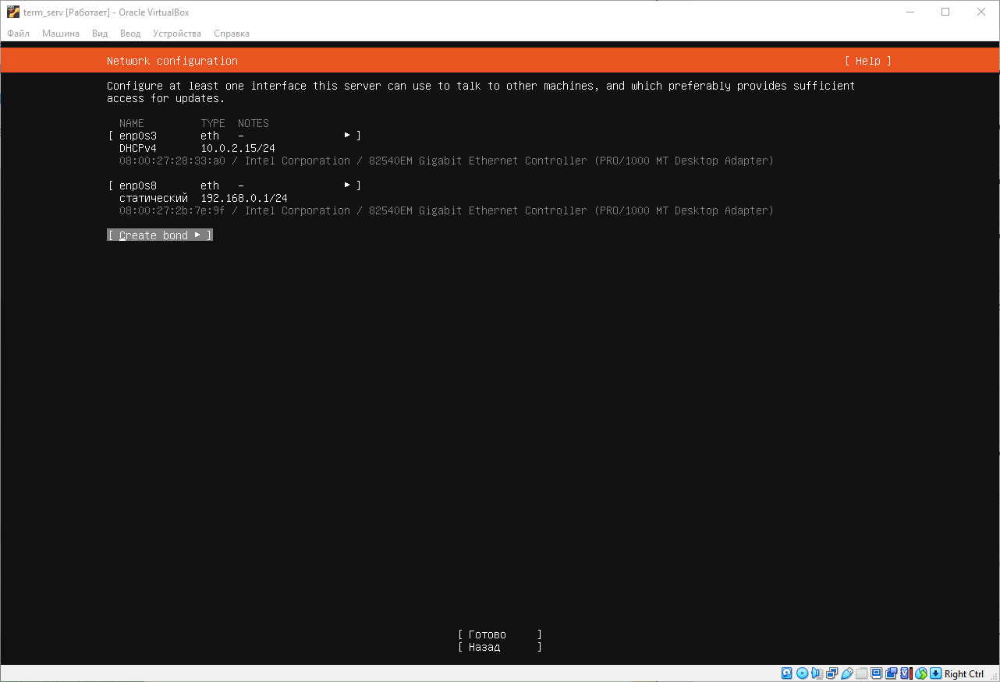 term_serv [Работает] - Oracle VirtualBox
Файл Машина Вид Ввод Устройства Справка
Network configuration [ Help ]
Configure at least one interface this server can use to talk to other machines, and which preferably provides sufficient
access for updates.
NAME TYPE NOTES
[ enp0s3 eth – ▸ ]
DHCPv4 10.0.2.15/24
08:00:27:28:33:a0 / Intel Corporation / 82540EM Gigabit Ethernet Controller (PRO/1000 MT Desktop Adapter)
[ enp0s8 eth – ▸ ]
статический 192.168.0.1/24
08:00:27:2b:7e:9f / Intel Corporation / 82540EM Gigabit Ethernet Controller (PRO/1000 MT Desktop Adapter)
[ Create bond ▸ ]
[ Готово ]
[ Назад ]
Right Ctrl